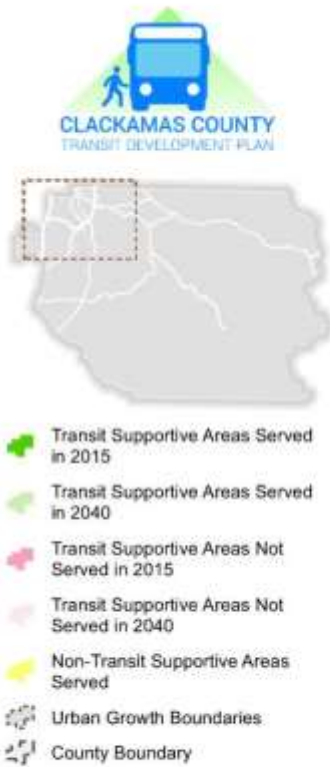 CLACKAMAS COUNTY
TRANSIT DEVELOPMENT PLAN
Transit Supportive Areas Served
in 2015
Transit Supportive Areas Served
in 2040
Transit Supportive Areas Not
Served in 2015
Transit Supportive Areas Not
Served in 2040
Non-Transit Supportive Areas
Served
Urban Growth Boundaries
County Boundary